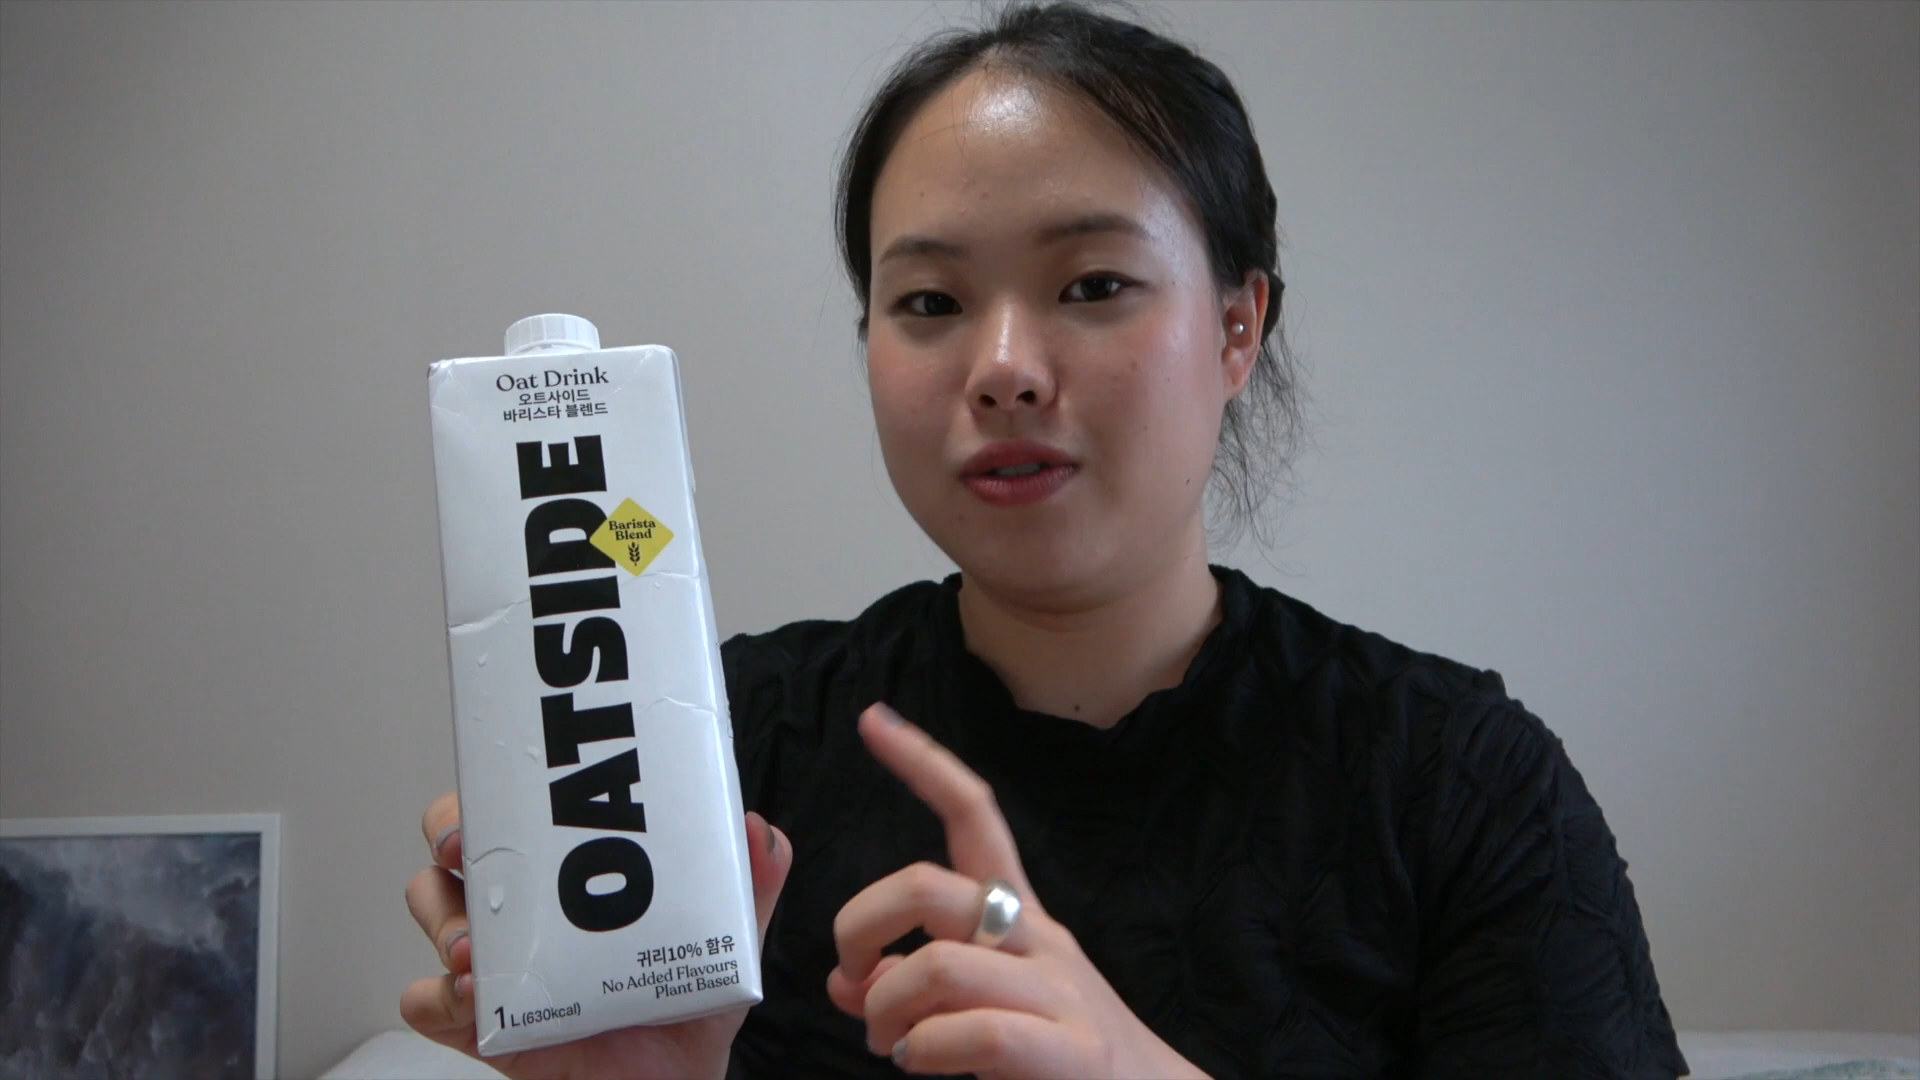 Oat Drink
오트사이드
바리스타 블렌드
OATSIDE
Barista
Blend
귀리10% 함유
No Added Flavours
Plant Based
1L(630kcal)